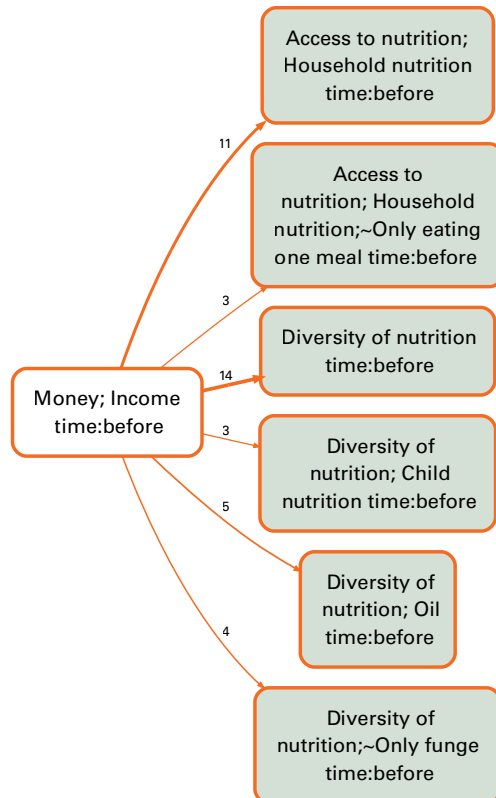 Access to nutrition;
Household nutrition
time:before
11
Access to
nutrition; Household
nutrition;~Only eating
one meal time:before
3
Diversity of nutrition
time:before
14
Money; Income
time:before
3
Diversity of
nutrition; Child
nutrition time:before
5
Diversity of
nutrition; Oil
time:before
4
Diversity of
nutrition;~Only funge
time:before